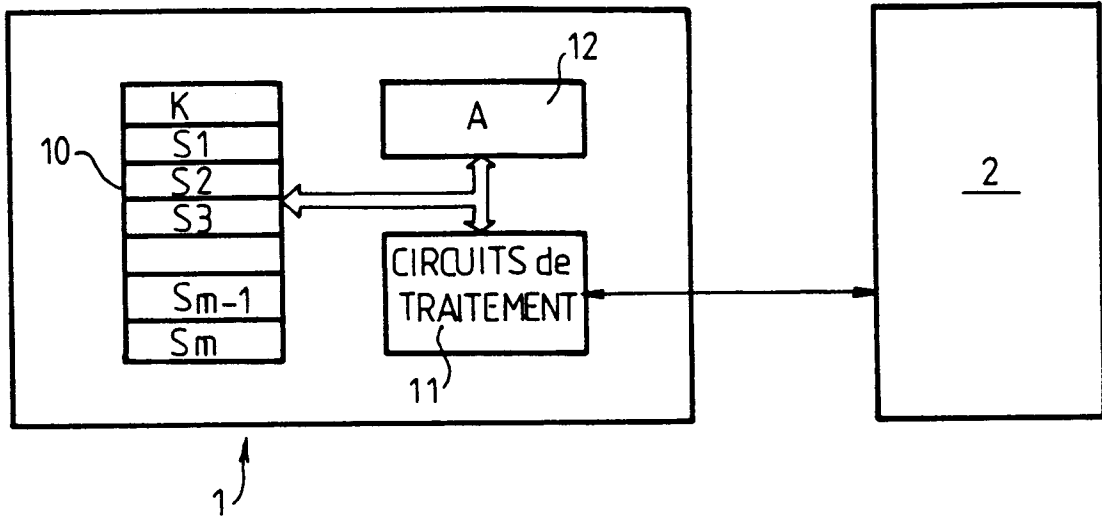 12
K
A
S1
10
S2
2
S3
CIRCUITS de
TRAITEMENT
Sm-1
Sm
11
1